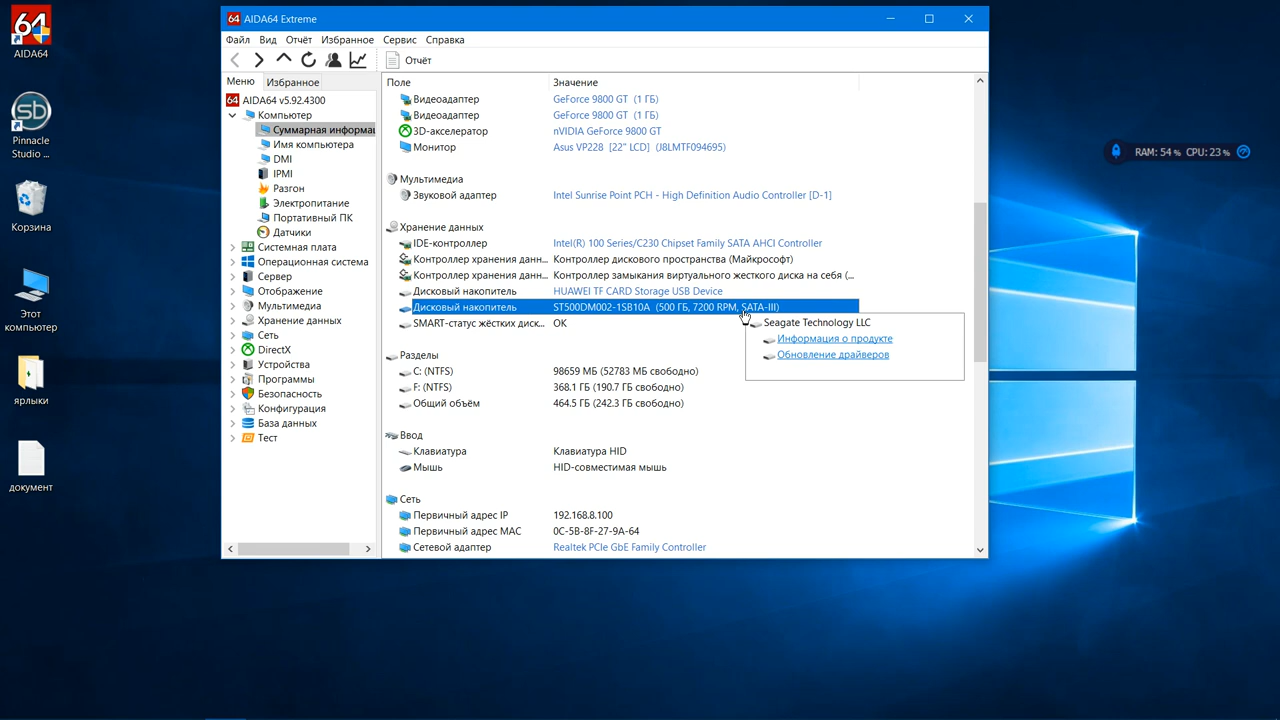 64 AIDA64 Extreme
Файл Вид Отчёт Избранное Сервис Справка
Отчёт
Меню Избранное
64 AIDA64 v5.92.4300
Компьютер
Суммарная информа
Имя компьютера
DMI
IPMI
Разгон
Электропитание
Портативный ПК
Датчики
Системная плата
Операционная система
Сервер
Отображение
Мультимедиа
Хранение данных
Сеть
DirectX
Устройства
Программы
Безопасность
Конфигурация
База данных
Тест
Поле Значение
Видеоадаптер GeForce 9800 GT (1 ГБ)
Видеоадаптер GeForce 9800 GT (1 ГБ)
3D-акселератор nVIDIA GeForce 9800 GT
Монитор Asus VP228 [22" LCD] (J8LMTF094695)
Мультимедиа
Звуковой адаптер Intel Sunrise Point PCH - High Definition Audio Controller [D-1]
Хранение данных
IDE-контроллер Intel(R) 100 Series/C230 Chipset Family SATA AHCI Controller
Контроллер хранения данн... Контроллер дискового пространства (Майкрософт)
Контроллер хранения данн... Контроллер замыкания виртуального жесткого диска на себя (...
Дисковый накопитель HUAWEI TF CARD Storage USB Device
Дисковый накопитель ST500DM002-1SB10A (500 ГБ, 7200 RPM, SATA-III)
SMART-статус жёстких диск... OK
Seagate Technology LLC
Информация о продукте
Обновление драйверов
Разделы
C: (NTFS) 98659 МБ (52783 МБ свободно)
F: (NTFS) 368.1 ГБ (190.7 ГБ свободно)
Общий объём 464.5 ГБ (242.3 ГБ свободно)
Ввод
Клавиатура Клавиатура HID
Мышь HID-совместимая мышь
Сеть
Первичный адрес IP 192.168.8.100
Первичный адрес MAC 0C-5B-8F-27-9A-64
Сетевой адаптер Realtek PCIe GbE Family Controller
64
AIDA64
sb
Pinnacle
Studio ...
Корзина
Этот
компьютер
ярлыки
документ
RAM: 54 % CPU: 23 %